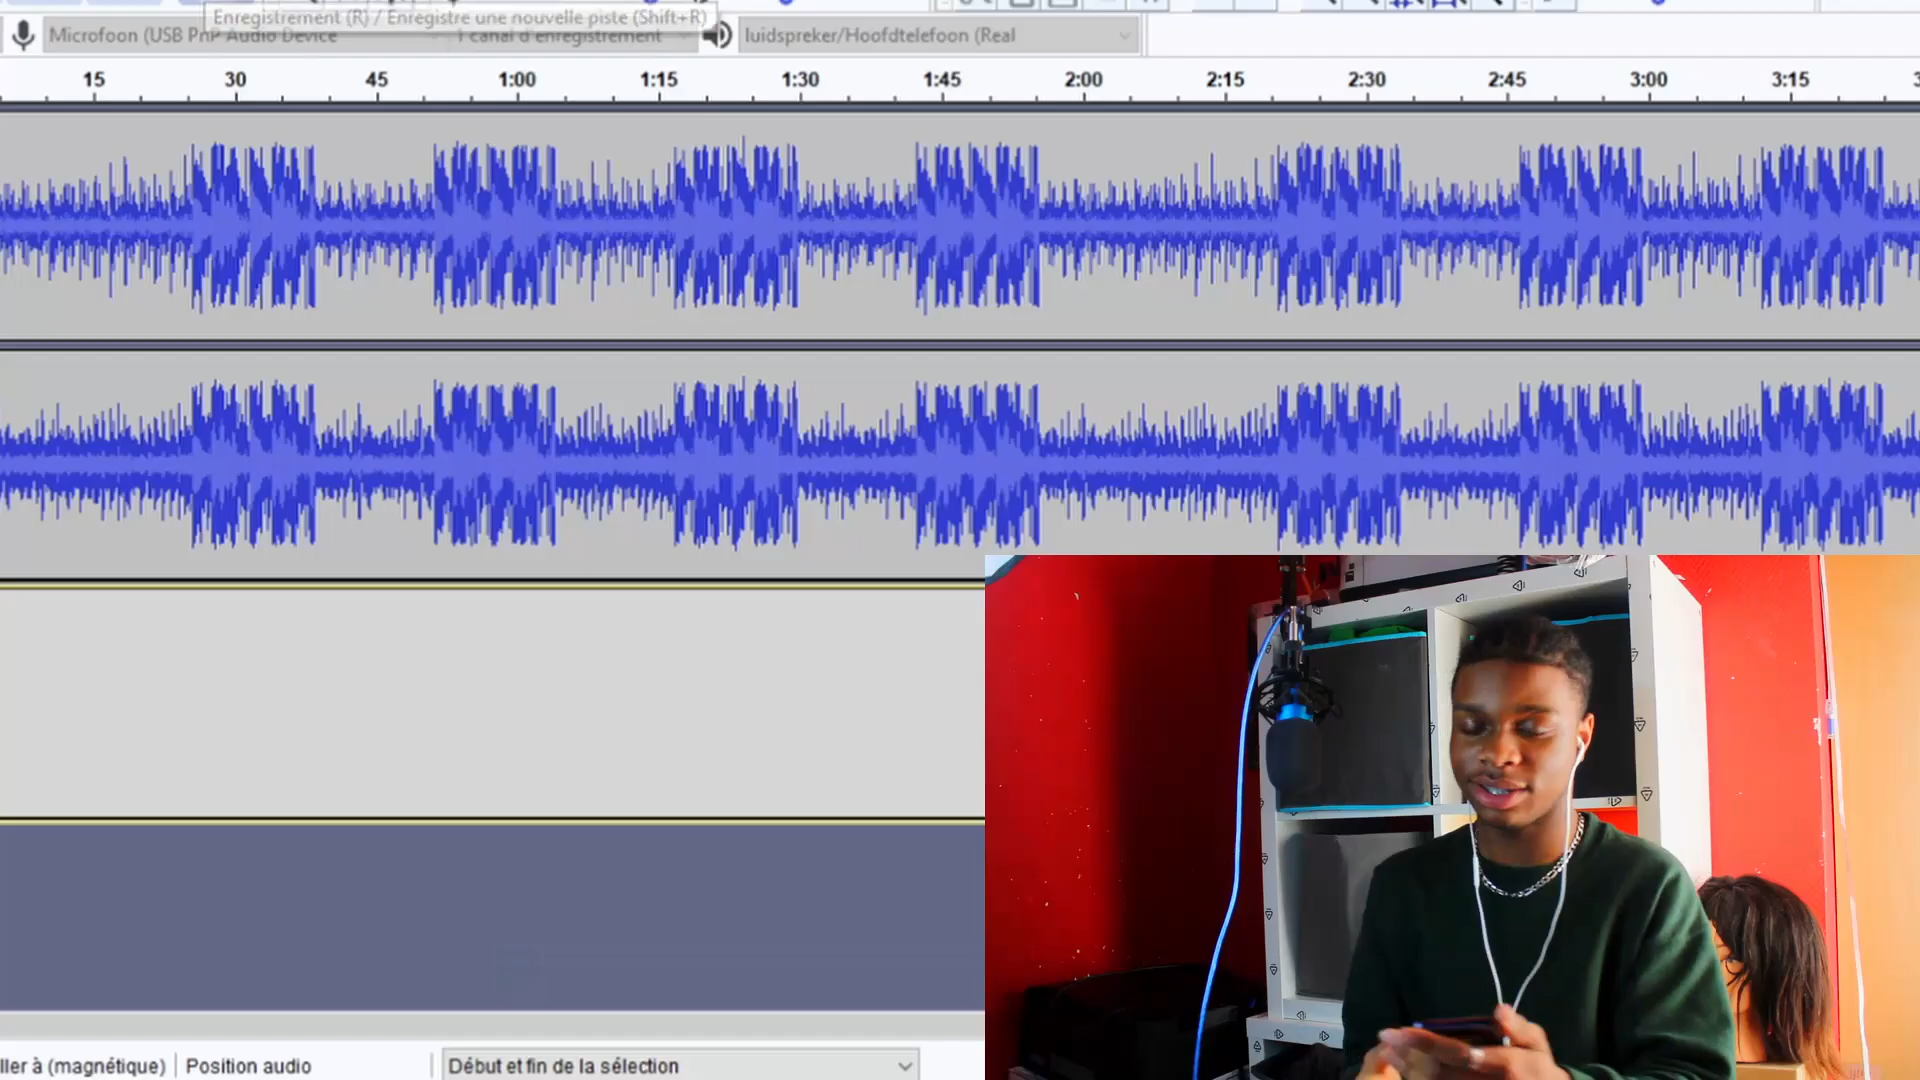 Enregistrement (R) / Enregistre une nouvelle piste (Shift+R)
Microfoon (USB PnP Audio Device
1 canal d'enregistrement
luidspreker/Hoofdtelefoon (Real
15 30 45 1:00 1:15 1:30 1:45 2:00 2:15 2:30 2:45 3:00 3:15
ller à (magnétique) Position audio Début et fin de la sélection